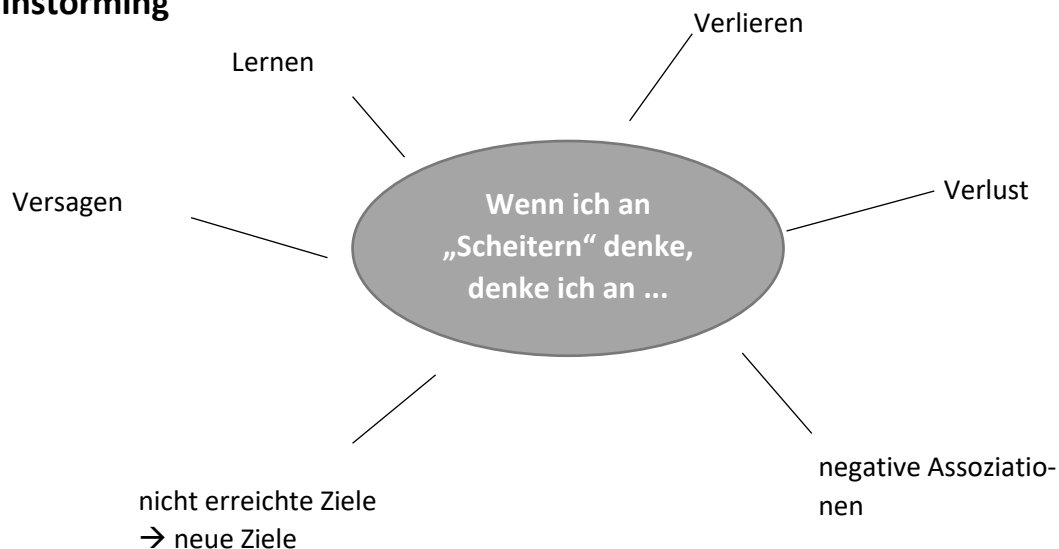 instorming
Verlieren
Lernen
Verlust
Versagen
Wenn ich an
„Scheitern“ denke,
denke ich an ...
negative Assoziatio-
nen
nicht erreichte Ziele
→ neue Ziele